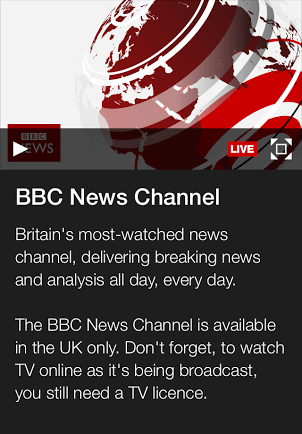 BBC
NEWS
LIVE
BBC News Channel
Britain's most-watched news
channel, delivering breaking news
and analysis all day, every day.
The BBC News Channel is available
in the UK only. Don't forget, to watch
TV online as it's being broadcast,
you still need a TV licence.